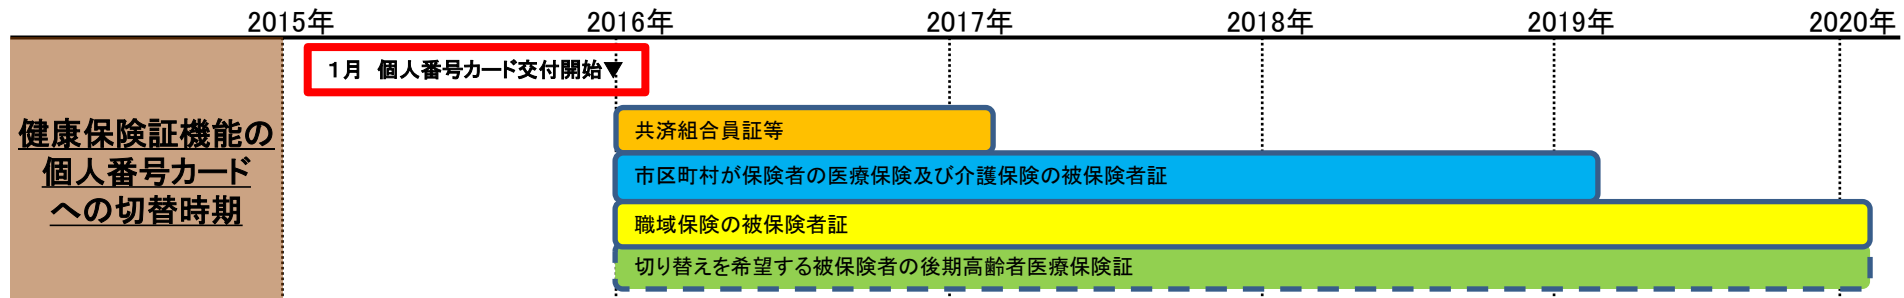 2015年 2016年 2017年 2018年 2019年 2020年
１月 個人番号カード交付開始▼
健康保険証機能の
個人番号カード
への切替時期
共済組合員証等
市区町村が保険者の医療保険及び介護保険の被保険者証
職域保険の被保険者証
切り替えを希望する被保険者の後期高齢者医療保険証